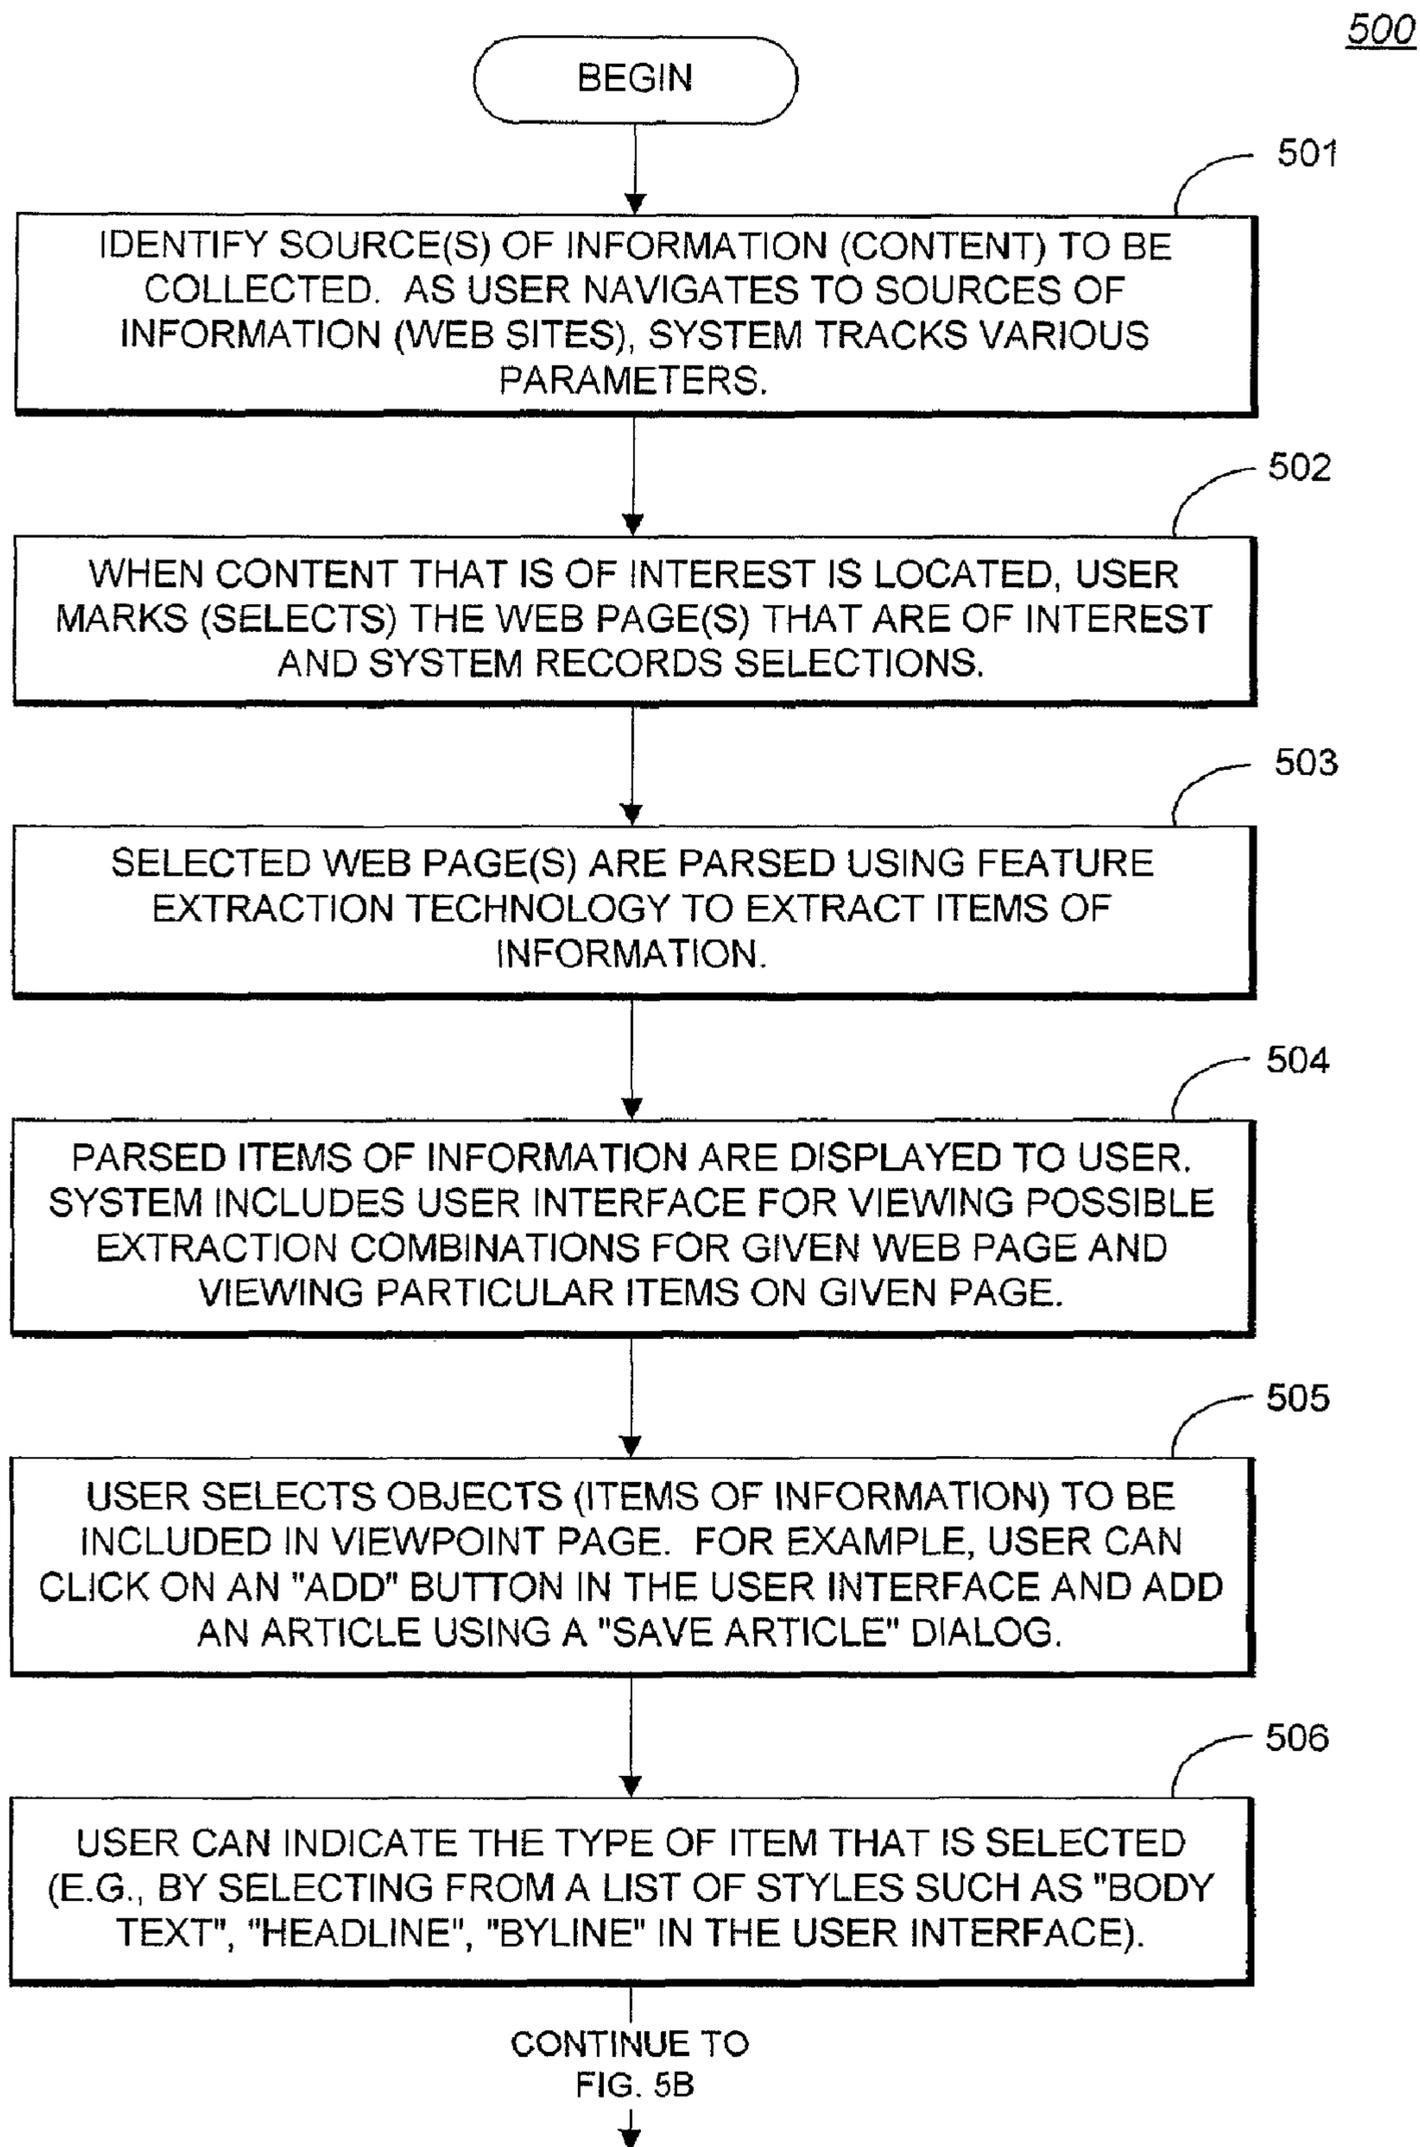 500
BEGIN
501
IDENTIFY SOURCE(S) OF INFORMATION (CONTENT) TO BE
COLLECTED. AS USER NAVIGATES TO SOURCES OF
INFORMATION (WEB SITES), SYSTEM TRACKS VARIOUS
PARAMETERS.
502
WHEN CONTENT THAT IS OF INTEREST IS LOCATED, USER
MARKS (SELECTS) THE WEB PAGE(S) THAT ARE OF INTEREST
AND SYSTEM RECORDS SELECTIONS.
503
SELECTED WEB PAGE(S) ARE PARSED USING FEATURE
EXTRACTION TECHNOLOGY TO EXTRACT ITEMS OF
INFORMATION.
504
PARSED ITEMS OF INFORMATION ARE DISPLAYED TO USER.
SYSTEM INCLUDES USER INTERFACE FOR VIEWING POSSIBLE
EXTRACTION COMBINATIONS FOR GIVEN WEB PAGE AND
VIEWING PARTICULAR ITEMS ON GIVEN PAGE.
505
USER SELECTS OBJECTS (ITEMS OF INFORMATION) TO BE
INCLUDED IN VIEWPOINT PAGE. FOR EXAMPLE, USER CAN
CLICK ON AN "ADD" BUTTON IN THE USER INTERFACE AND ADD
AN ARTICLE USING A "SAVE ARTICLE" DIALOG.
506
USER CAN INDICATE THE TYPE OF ITEM THAT IS SELECTED
(E.G., BY SELECTING FROM A LIST OF STYLES SUCH AS "BODY
TEXT", "HEADLINE", "BYLINE" IN THE USER INTERFACE).
CONTINUE TO
FIG. 5B